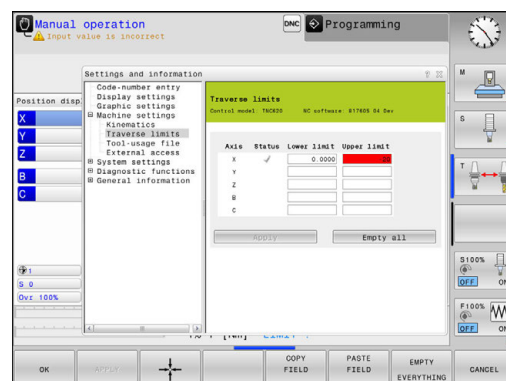 Manual operation
DNC
Programming
Input value is incorrect
Settings and information
? X
Position disp
X
Y
Z
B
C
Code-number entry
Display settings
Graphic settings
Machine settings
Kinematics
Traverse limits
Tool-usage file
External access
System settings
Diagnostic functions
General information
Traverse limits
Control model: TNC620 NC software: 817605 04 Dev
Axis Status Lower limit Upper limit
X 0.0000
Y
Z
B
C
Apply Empty all
1
S 0
Ovr 100%
M
S
T
S100%
OFF ON
F100%
OFF ON
OK
APPLY
COPY FIELD
PASTE FIELD
EMPTY EVERYTHING
CANCEL